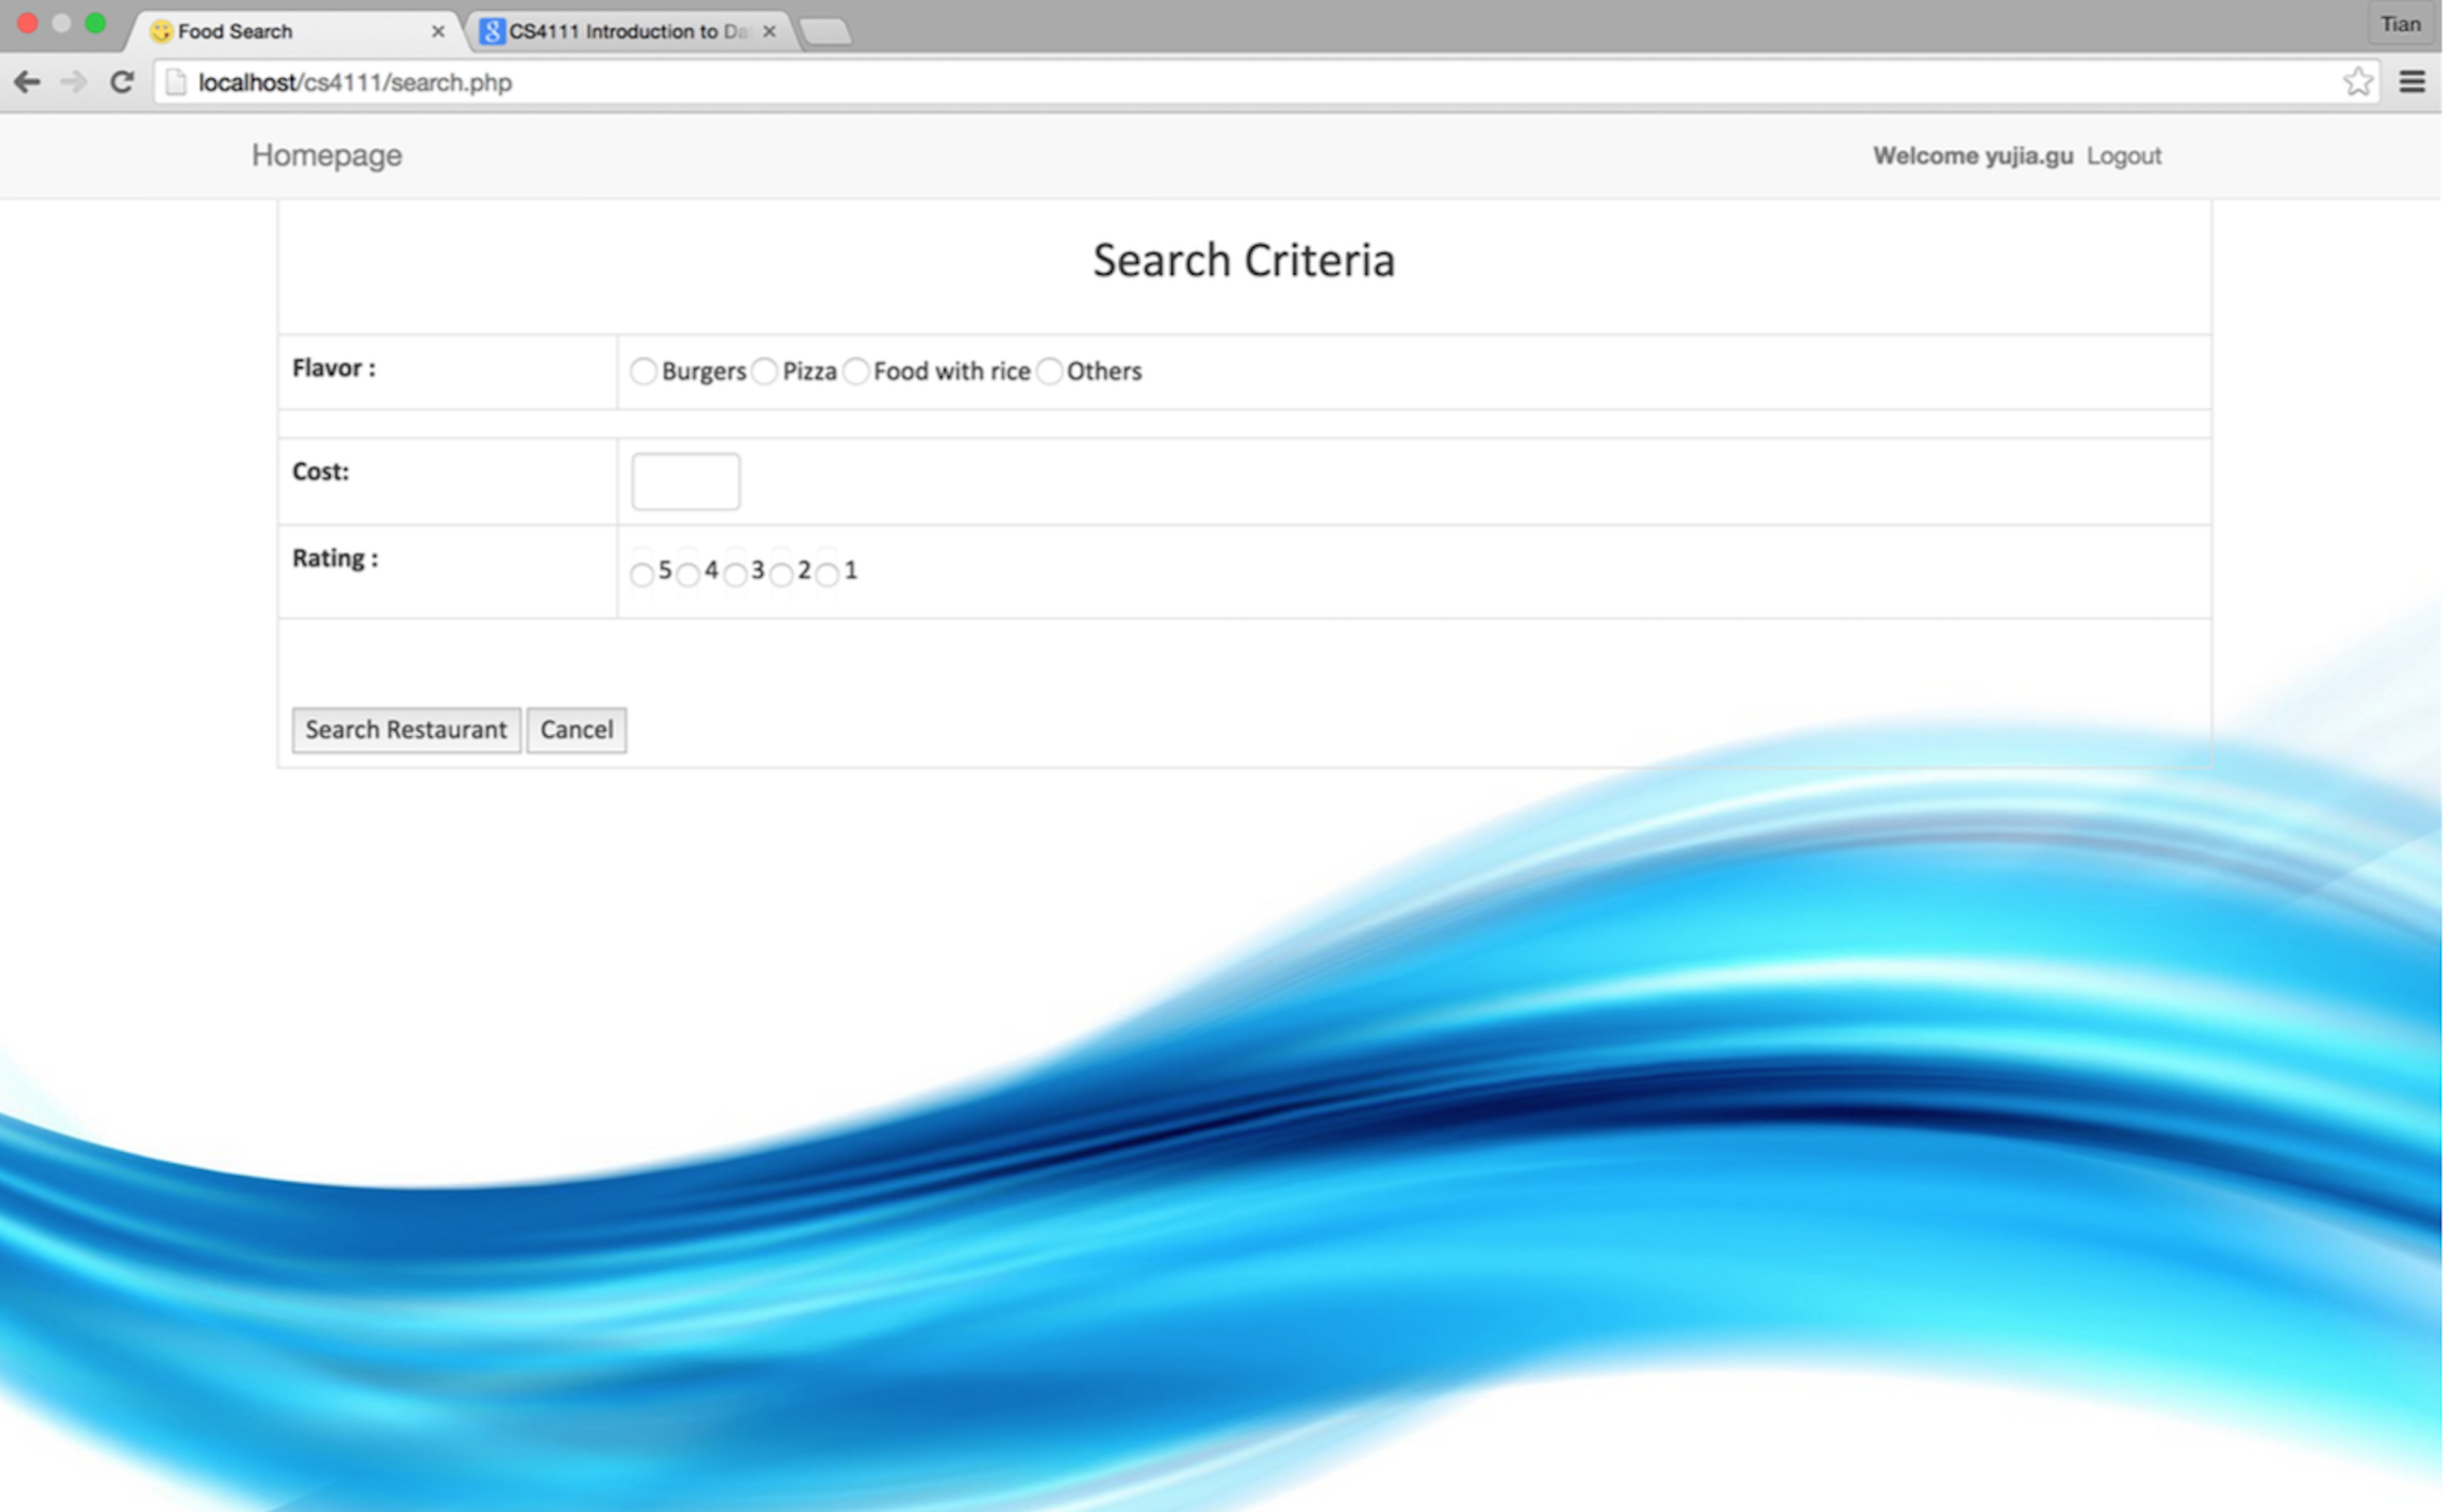 Food Search
CS4111 Introduction to Da
Tian
localhost/cs4111/search.php
Homepage
Welcome yujia.gu Logout
Search Criteria
Flavor :
Burgers Pizza Food with rice Others
Cost:
Rating :
5 4 3 2 1
Search Restaurant Cancel